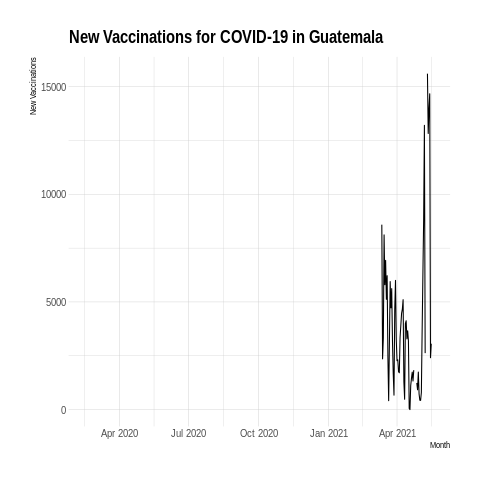 New Vaccinations for COVID-19 in Guatemala
New Vaccinations
15000
10000
5000
0
Apr 2020 Jul 2020 Oct 2020 Jan 2021 Apr 2021
Month